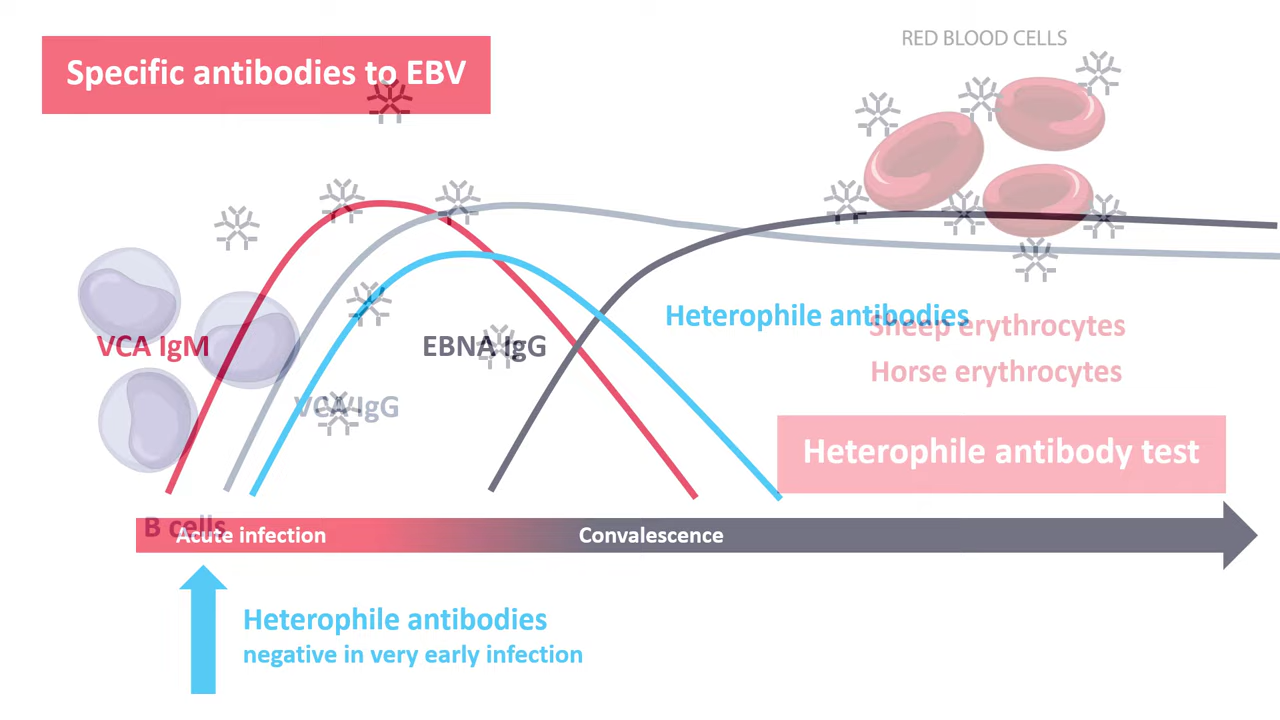 RED BLOOD CELLS
Specific antibodies to EBV
Heterophile antibodies
Sheep erythrocytes
VCA IgM
EBNA IgG
Horse erythrocytes
VCA IgG
Heterophile antibody test
B cells
Acute infection
Convalescence
Heterophile antibodies
negative in very early infection